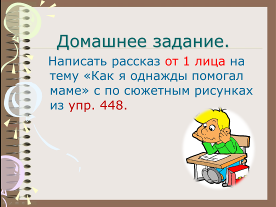 Домашнее задание.
Написать рассказ от 1 лица на
тему «Как я однажды помогал
маме» с по сюжетным рисунках
из упр. 448.